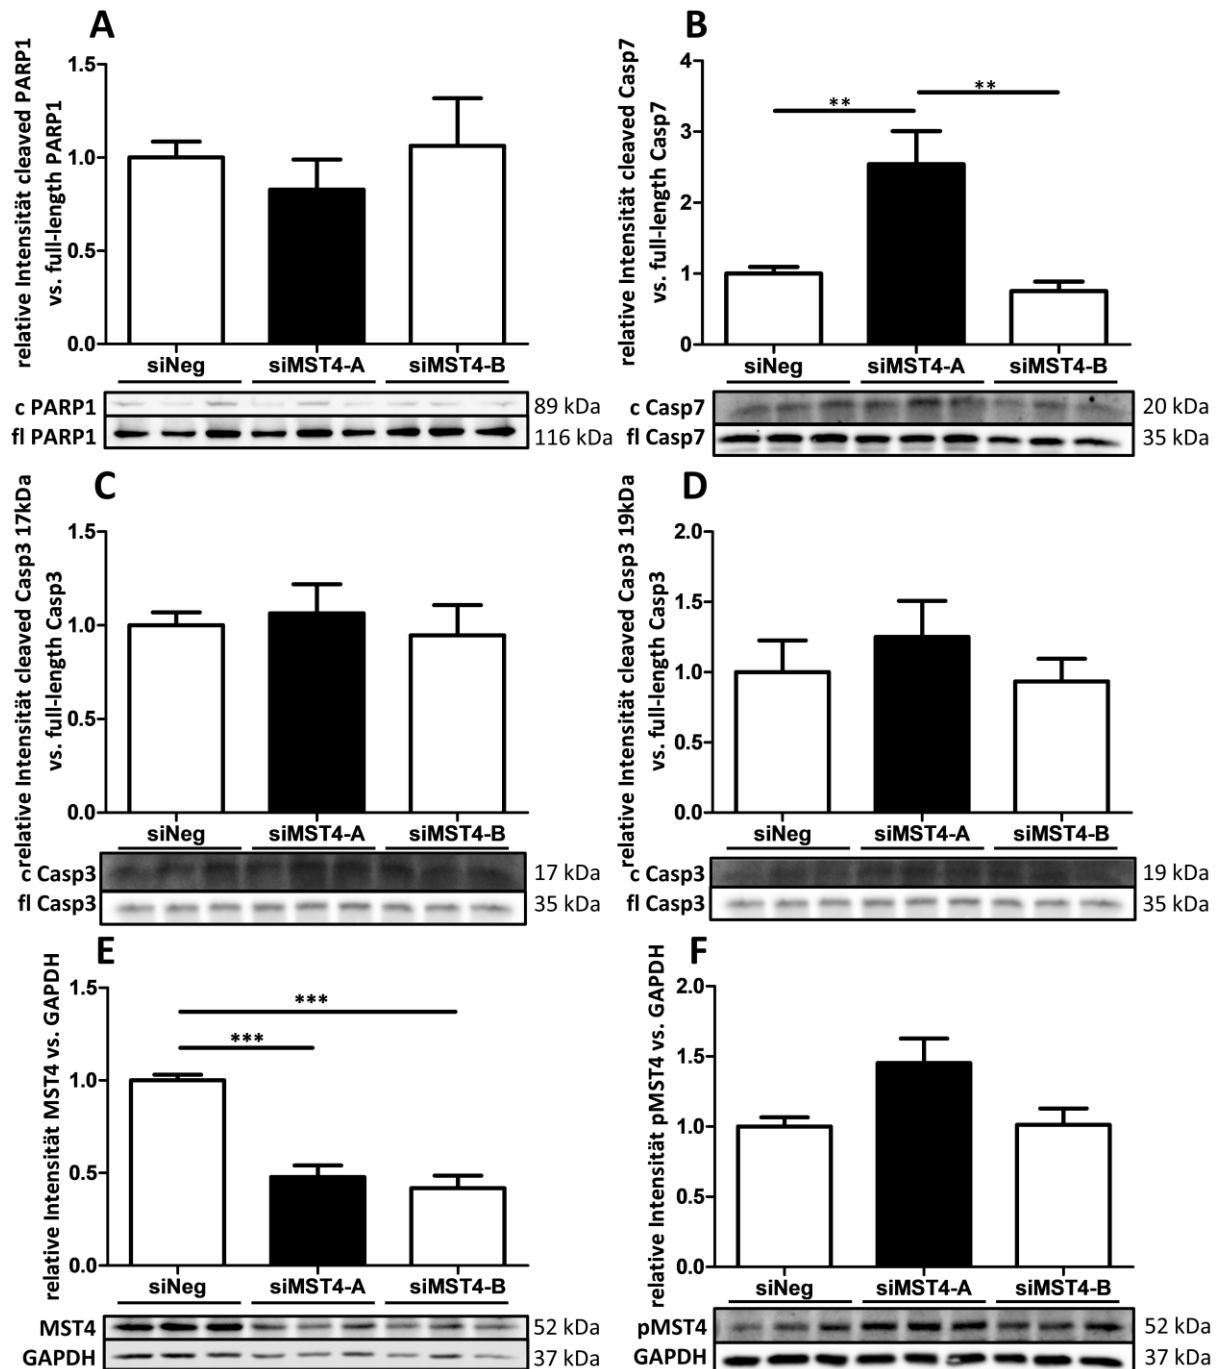 A
relative Intensität cleaved PARP1
vs. full-length PARP1
1.5
1.0
0.5
0.0
siNeg siMST4-A siMST4-B
c PARP1 89 kDa
fl PARP1 116 kDa
B
relative Intensität cleaved Casp7
vs. full-length Casp7
4
3
2
1
0
** **
siNeg siMST4-A siMST4-B
c Casp7 20 kDa
fl Casp7 35 kDa
C
relative Intensität cleaved Casp3 17kDa
vs. full-length Casp3
1.5
1.0
0.5
0.0
siNeg siMST4-A siMST4-B
c Casp3 17 kDa
fl Casp3 35 kDa
D
relative Intensität cleaved Casp3 19kDa
vs. full-length Casp3
2.0
1.5
1.0
0.5
0.0
siNeg siMST4-A siMST4-B
c Casp3 19 kDa
fl Casp3 35 kDa
E
relative Intensität MST4 vs. GAPDH
1.5
1.0
0.5
0.0
***
***
siNeg siMST4-A siMST4-B
MST4 52 kDa
GAPDH 37 kDa
F
relative Intensität pMST4 vs. GAPDH
2.0
1.5
1.0
0.5
0.0
siNeg siMST4-A siMST4-B
pMST4 52 kDa
GAPDH 37 kDa